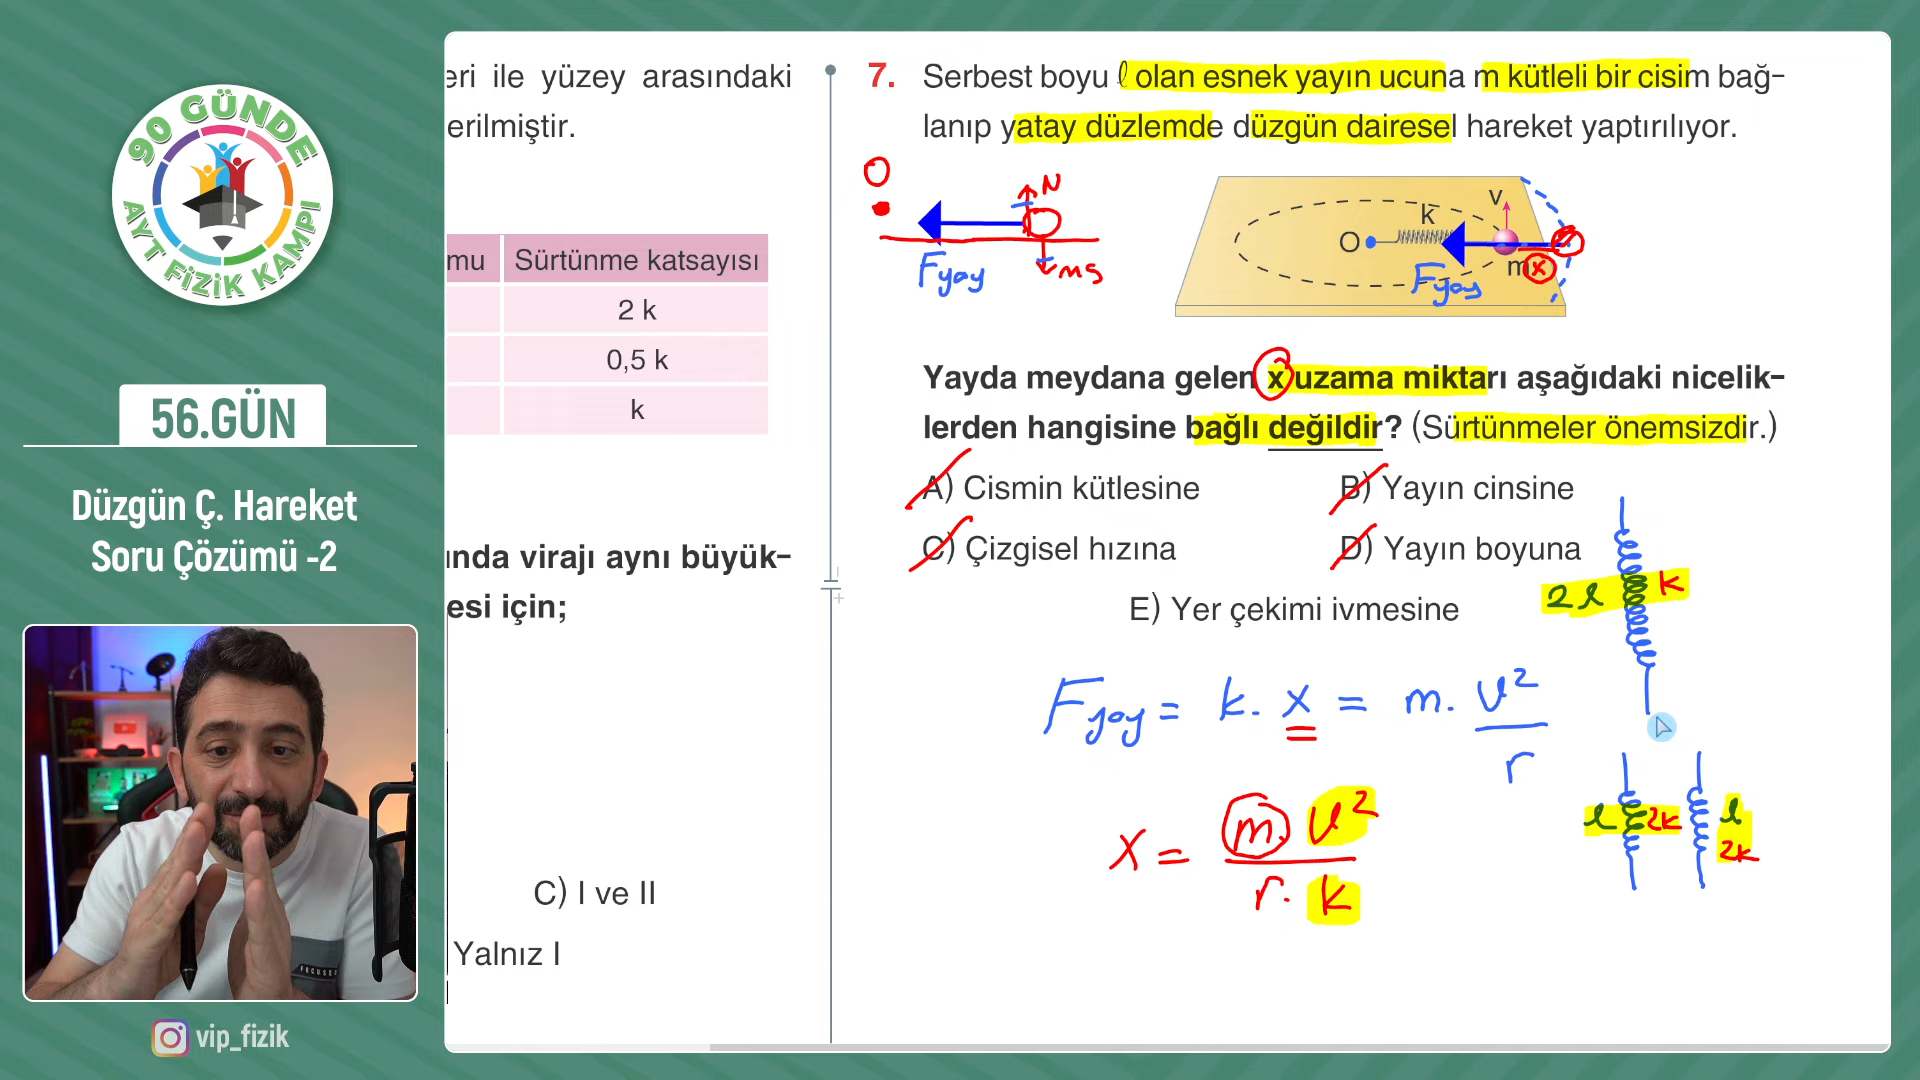 90 GÜNDE
AYT FİZİK KAMPI
56.GÜN
Düzgün Ç. Hareket
Soru Çözümü -2
FOCUSED
vip_fizik
eri ile yüzey arasındaki
erilmiştir.
mu Sürtünme katsayısı
2 k
0,5 k
k
ında virajı aynı büyük-
esi için;
C) I ve II
Yalnız I
7. Serbest boyu ℓ olan esnek yayın ucuna m kütleli bir cisim bağ-
lanıp yatay düzlemde düzgün dairesel hareket yaptırılıyor.
O
N
Fyay
mg
O
k
v
m
x
Fyay
Yayda meydana gelen x uzama miktarı aşağıdaki nicelik-
lerden hangisine bağlı değildir? (Sürtünmeler önemsizdir.)
A) Cismin kütlesine
B) Yayın cinsine
C) Çizgisel hızına
D) Yayın boyuna
E) Yer çekimi ivmesine
2ℓ k
Fyay = k. x = m. v²/r
x = m. v² / r. k
ℓ 2k
ℓ
2k